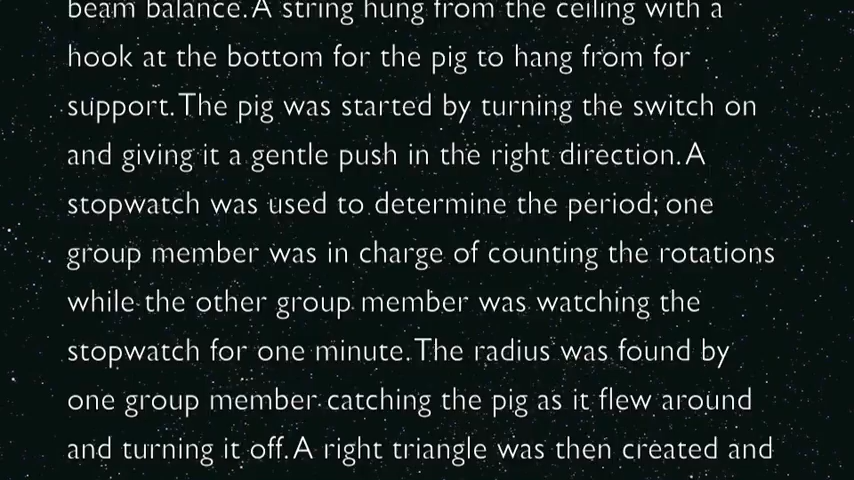 beam balance. A string hung from the ceiling with a
hook at the bottom for the pig to hang from for
support. The pig was started by turning the switch on
and giving it a gentle push in the right direction. A
stopwatch was used to determine the period; one
group member was in charge of counting the rotations
while the other group member was watching the
stopwatch for one minute. The radius was found by
one group member catching the pig as it flew around
and turning it off. A right triangle was then created and